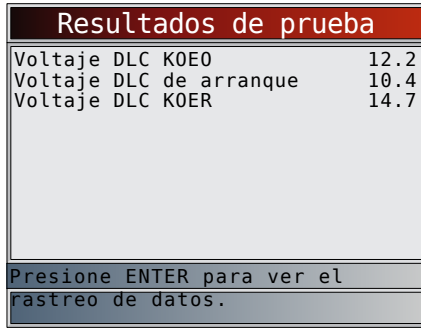 Resultados de prueba
Voltaje DLC KOEO 12.2
Voltaje DLC de arranque 10.4
Voltaje DLC KOER 14.7
Presione ENTER para ver el
rastreo de datos.